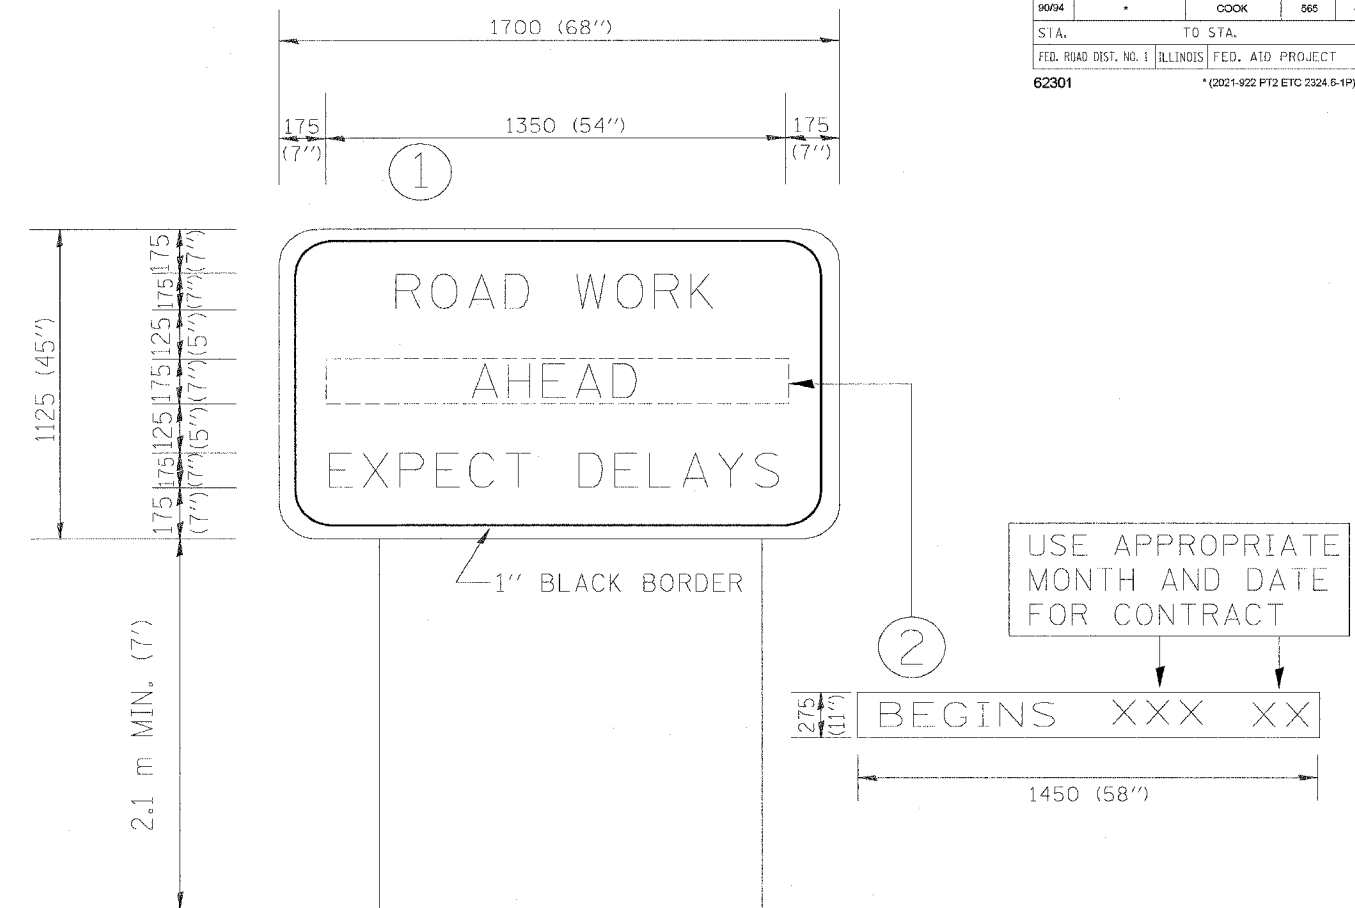 90/94 * COOK 565
STA. TO STA.
FED. ROAD DIST. NO. 1 ILLINOIS FED. AID PROJECT
62301 * (2021-922 PT2 ETC 2324.6-1P)
1700 (68")
175 1350 (54") 175
(7") (7")
1
1125 (45")
175 (7")
175 (7")
125 (5")
175 (7")
125 (5")
175 (7")
175 (7")
ROAD WORK
AHEAD
EXPECT DELAYS
1" BLACK BORDER
2.1 m MIN. (7')
2
USE APPROPRIATE
MONTH AND DATE
FOR CONTRACT
275 (11")
BEGINS XXX XX
1450 (58")